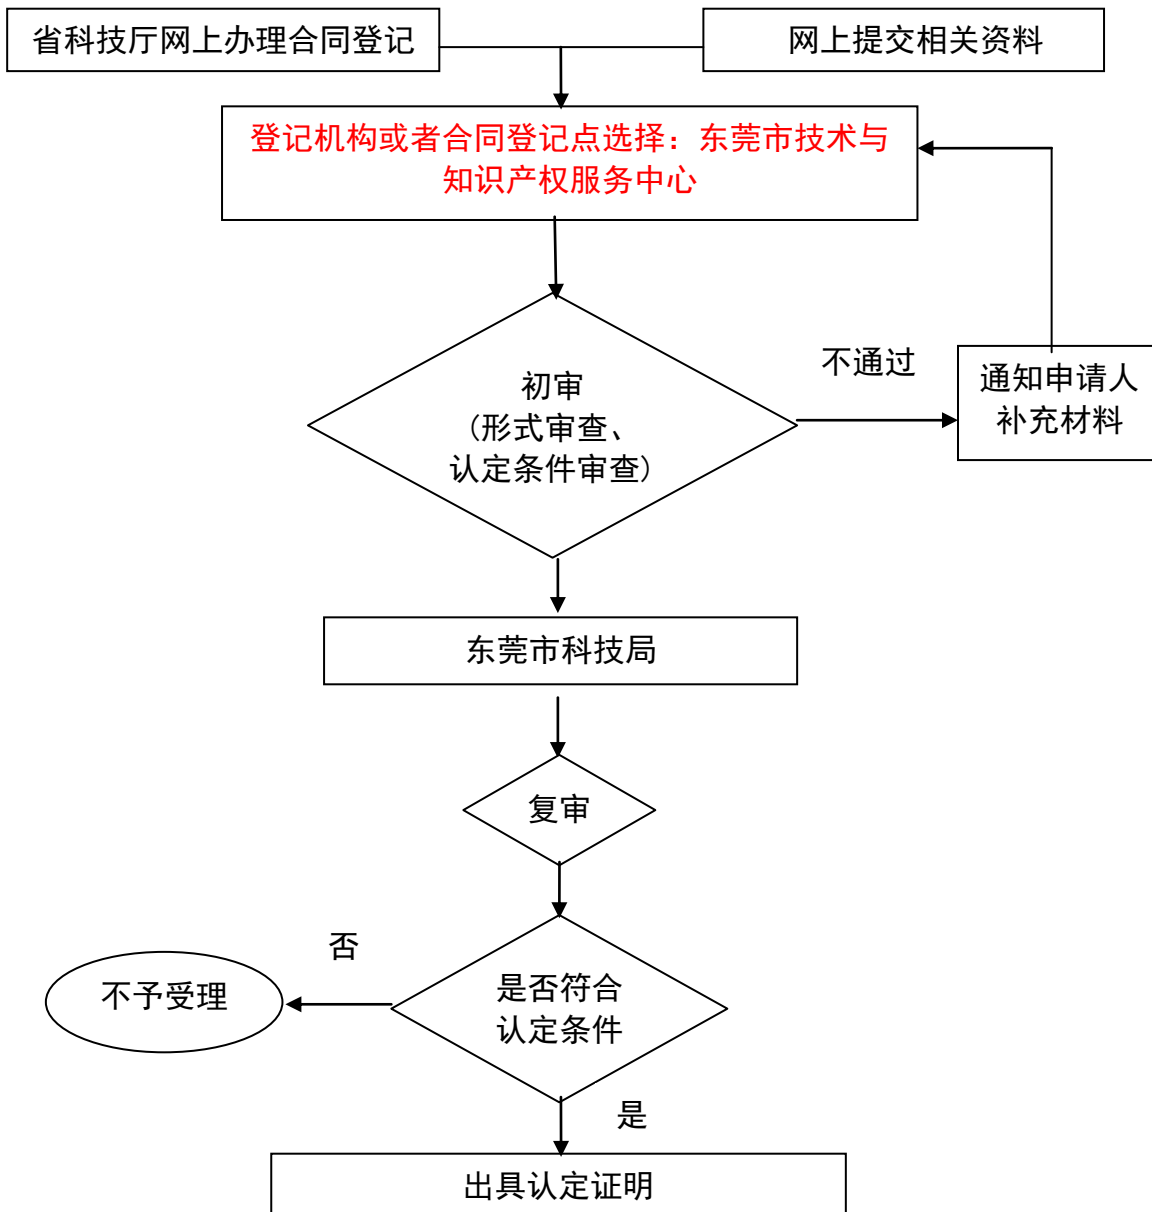 省科技厅网上办理合同登记
网上提交相关资料
登记机构或者合同登记点选择：东莞市技术与
知识产权服务中心
不通过
通知申请人
补充材料
初审
（形式审查、
认定条件审查）
东莞市科技局
复审
否
不予受理
是否符合
认定条件
是
出具认定证明